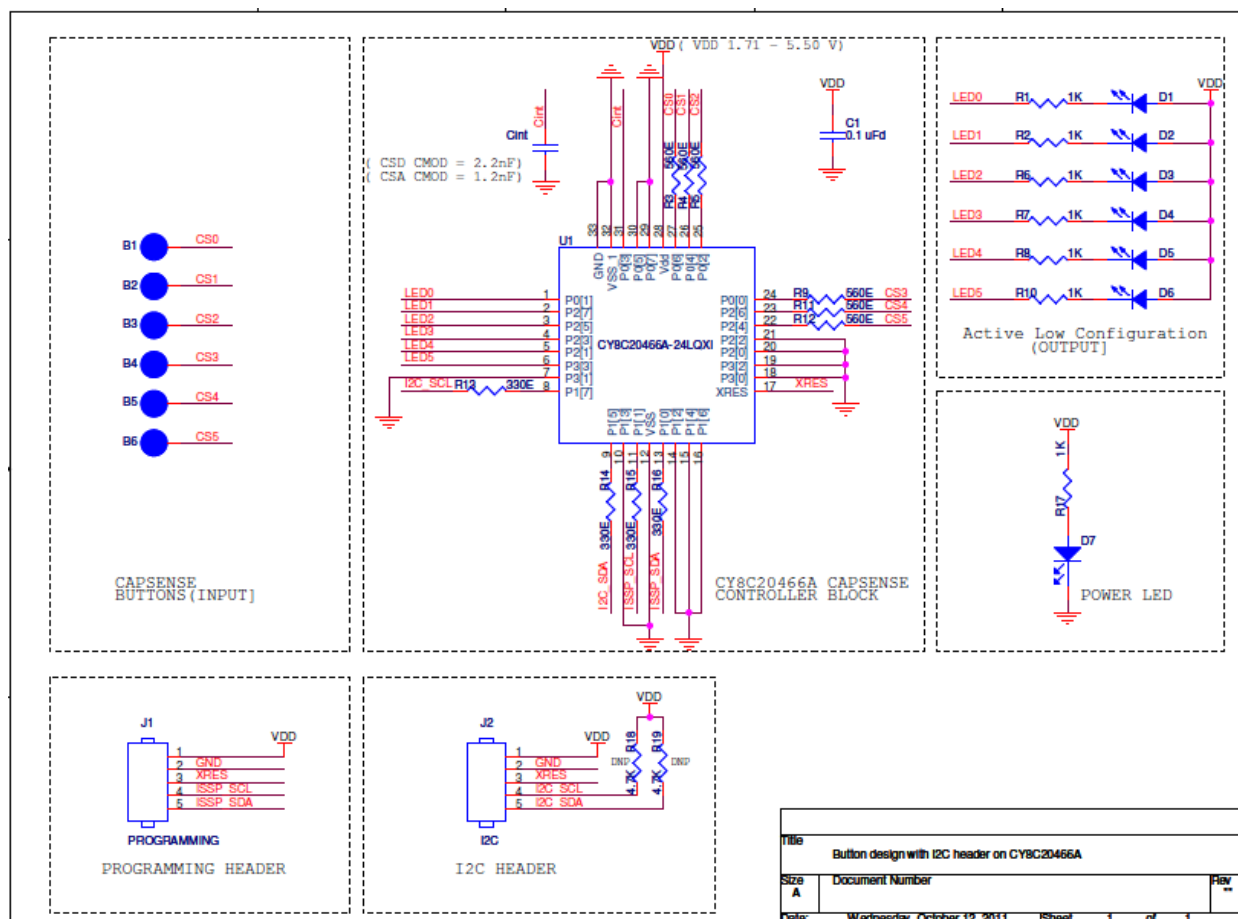 B1
CS0
B2
CS1
B3
CS2
B4
CS3
B5
CS4
B6
CS5
CAPSENSE
BUTTONS(INPUT]
VDD ( VDD 1.71 - 5.50 V)
Cint
Cint
( CSD CMOD = 2.2nF)
( CSA CMOD = 1.2nF)
Cint
CS0
CS1
CS2
560E
560E
560E
R3
R4
R5
VDD
C1
0.1 uFd
33
32
31
30
29
28
27
26
25
U1
GND
VSS_1
P0[3]
P0[5]
P0[7]
Vdd
P0[6]
P0[4]
P0[2]
LED0
1
P0[1]
LED1
2
P2[7]
LED2
3
P2[5]
LED3
4
P2[3]
LED4
5
P2[1]
LED5
6
P3[3]
7
P3[1]
I2C_SCL
R13
330E
8
P1[7]
CY8C20466A-24LQXI
P0[0]
24
R9
560E
CS3
P2[6]
23
R11
560E
CS4
P2[4]
22
R12
560E
CS5
P2[2]
21
P2[0]
20
P3[2]
19
P3[0]
18
XRES
17
XRES
P1[5]
P1[3]
P1[1]
VSS
P1[0]
P1[2]
P1[4]
P1[6]
9
10
11
12
13
14
15
16
R14
R15
R16
330E
330E
330E
I2C_SDA
ISSP_SCL
ISSP_SDA
CY8C20466A CAPSENSE
CONTROLLER BLOCK
VDD
LED0
R1
1K
D1
LED1
R2
1K
D2
LED2
R6
1K
D3
LED3
R7
1K
D4
LED4
R8
1K
D5
LED5
R10
1K
D6
Active Low Configuration
(OUTPUT]
VDD
1K
R17
D7
POWER LED
J1
VDD
1
2
GND
3
XRES
4
ISSP_SCL
5
ISSP_SDA
PROGRAMMING
PROGRAMMING HEADER
J2
VDD
VDD
1
2
GND
3
XRES
4
I2C_SCL
5
I2C_SDA
R18
R19
DNP
DNP
4.7K
4.7K
I2C
I2C HEADER
Title
Button design with I2C header on CY8C20466A
Size
A
Document Number
Rev
**
Date: Wednesday, October 12, 2011 Sheet 1 of 1